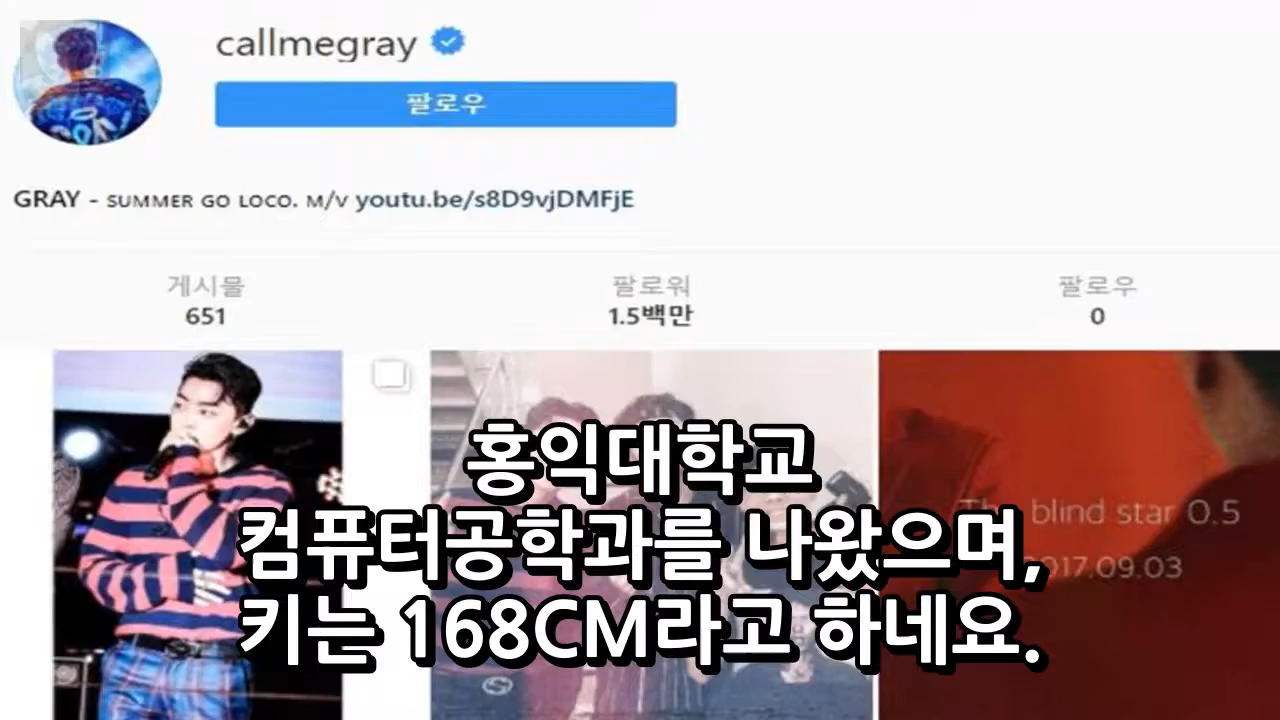 callmegray
팔로우
GRAY - SUMMER GO LOCO. M/V youtu.be/s8D9vjDMFjE
게시물 팔로워 팔로우
651 1.5백만 0
blind star 0.5
2017.09.03
홍익대학교
컴퓨터공학과를 나왔으며,
키는 168CM라고 하네요.